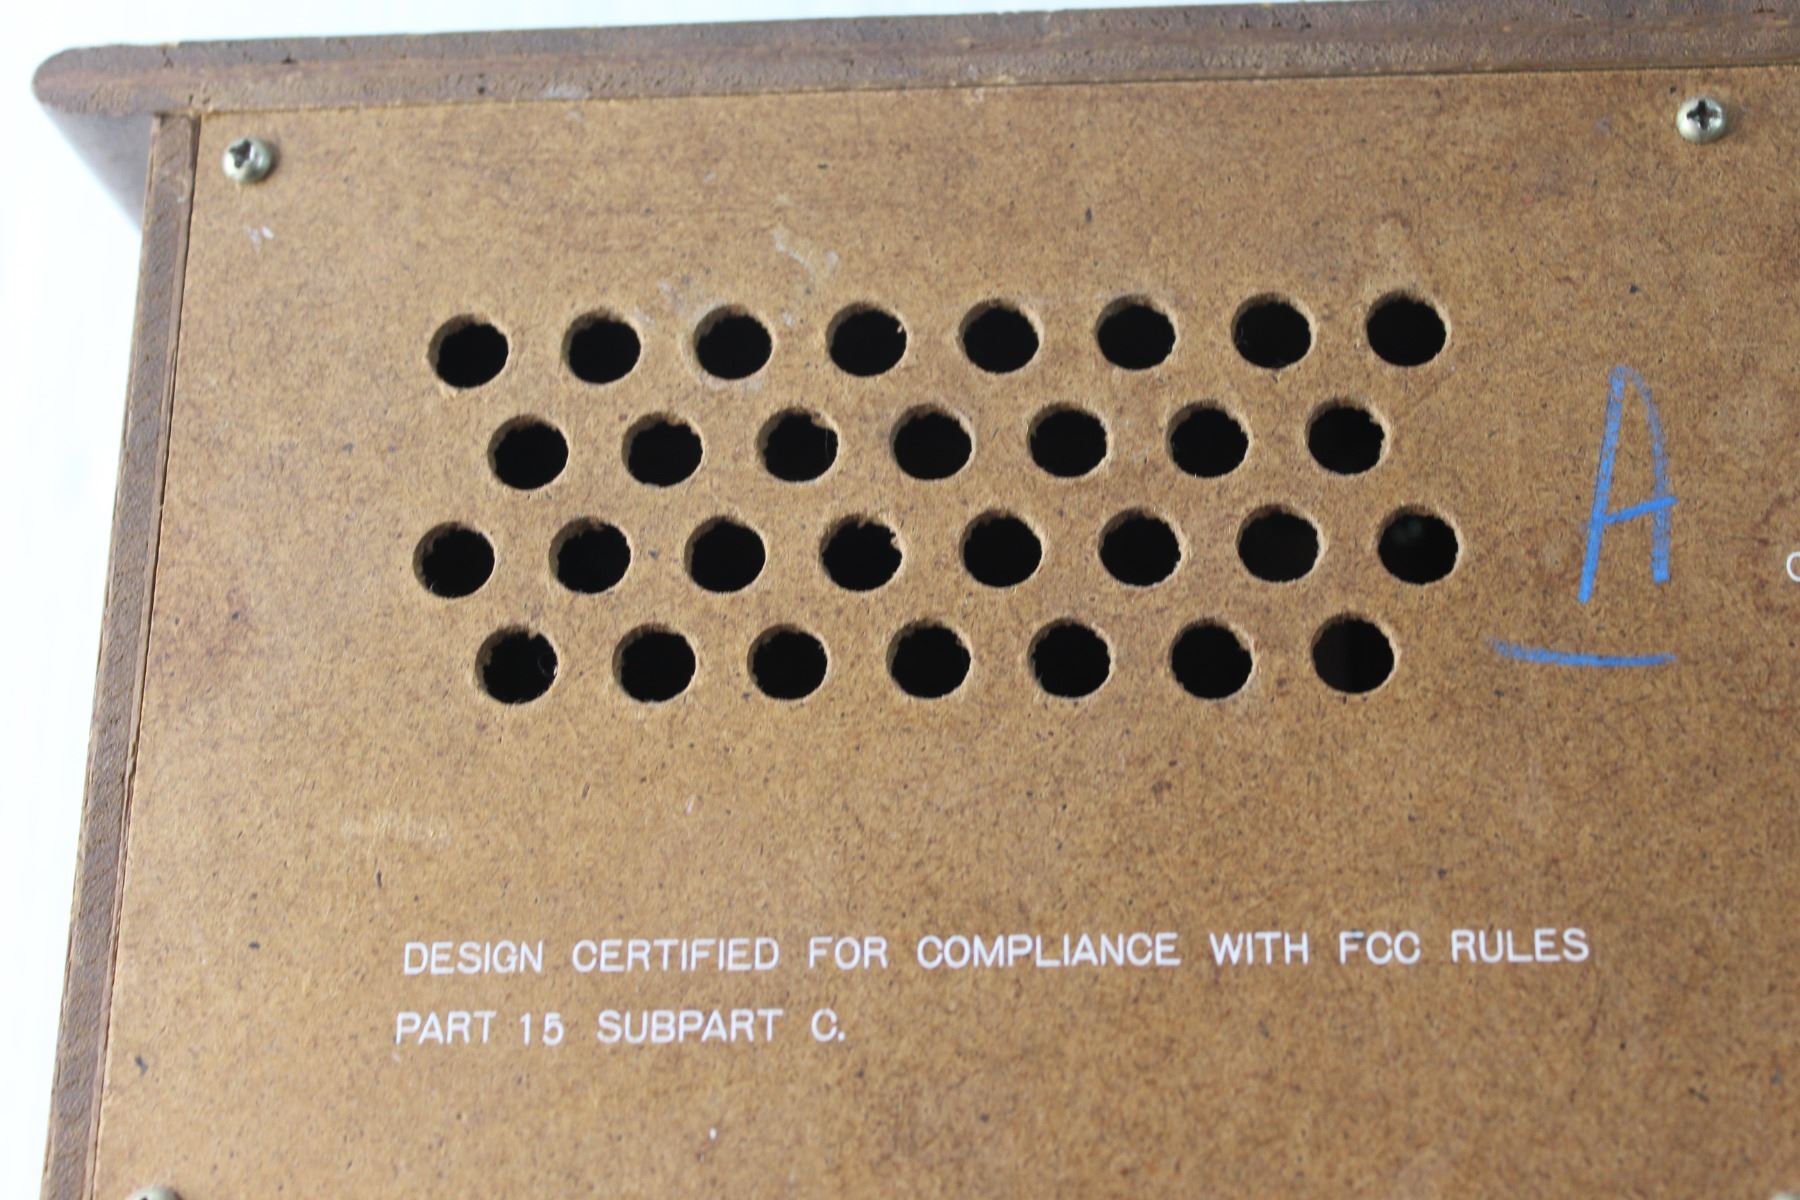 A
DESIGN CERTIFIED FOR COMPLIANCE WITH FCC RULES
PART 15 SUBPART C.